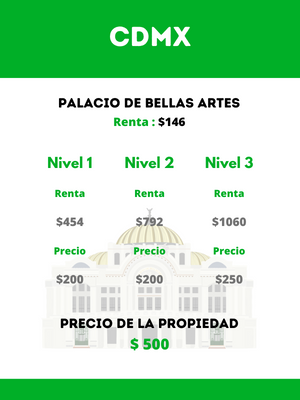 CDMX
PALACIO DE BELLAS ARTES
Renta : $146
Nivel 1 Nivel 2 Nivel 3
Renta Renta Renta
$454 $792 $1060
Precio Precio Precio
$200 $200 $250
PRECIO DE LA PROPIEDAD
$ 500